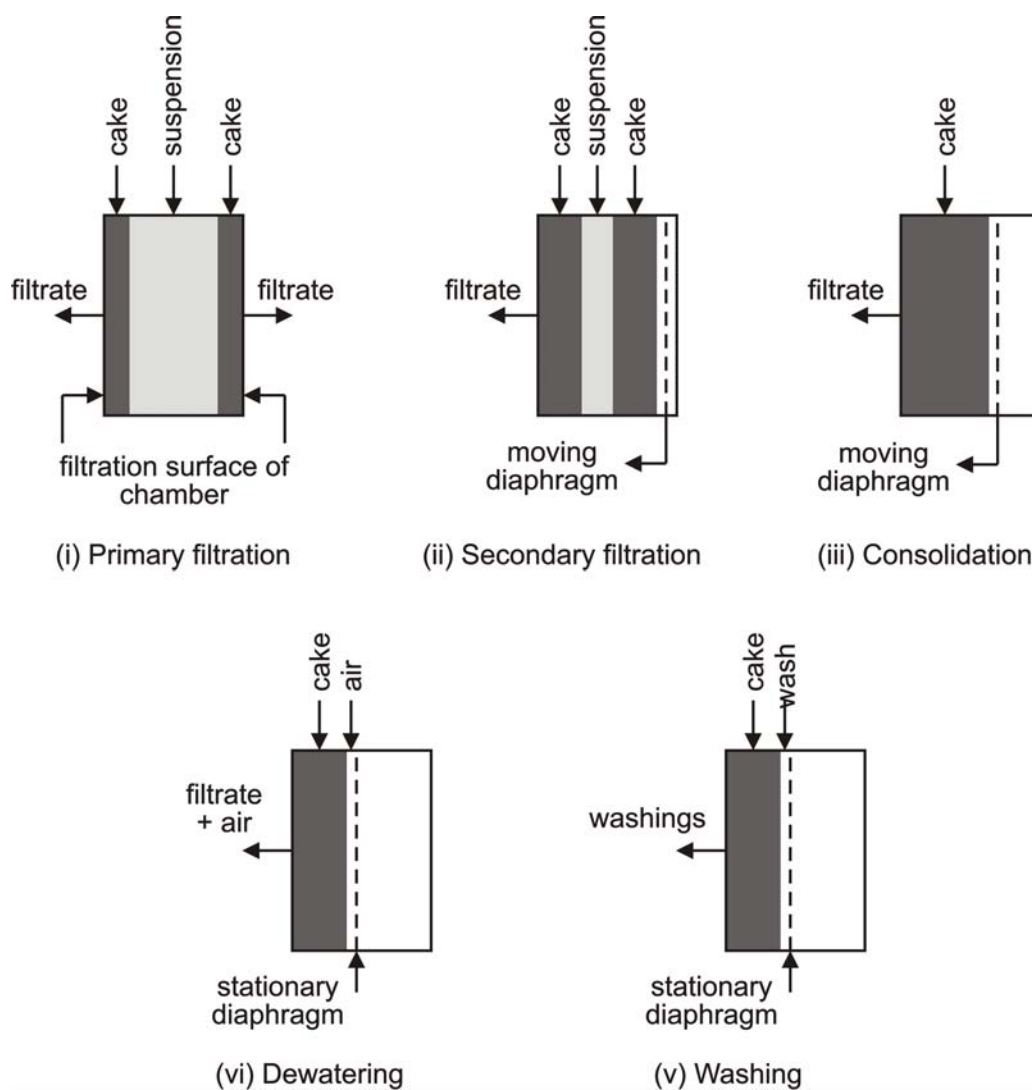 cake
suspension
cake
filtrate
filtrate
filtration surface of
chamber
(i) Primary filtration
cake
suspension
cake
filtrate
moving
diaphragm
(ii) Secondary filtration
cake
filtrate
moving
diaphragm
(iii) Consolidation
cake
air
filtrate
+ air
stationary
diaphragm
(vi) Dewatering
cake
wash
washings
stationary
diaphragm
(v) Washing